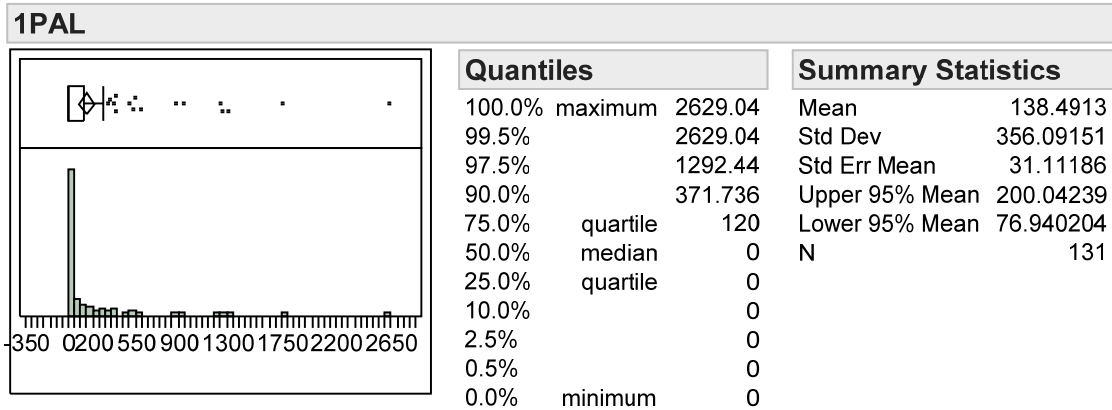 1PAL
-350 0 200 550 900 1300 1750 2200 2650
Quantiles
100.0% maximum 2629.04
99.5% 2629.04
97.5% 1292.44
90.0% 371.736
75.0% quartile 120
50.0% median 0
25.0% quartile 0
10.0% 0
2.5% 0
0.5% 0
0.0% minimum 0
Summary Statistics
Mean 138.4913
Std Dev 356.09151
Std Err Mean 31.11186
Upper 95% Mean 200.04239
Lower 95% Mean 76.940204
N 131